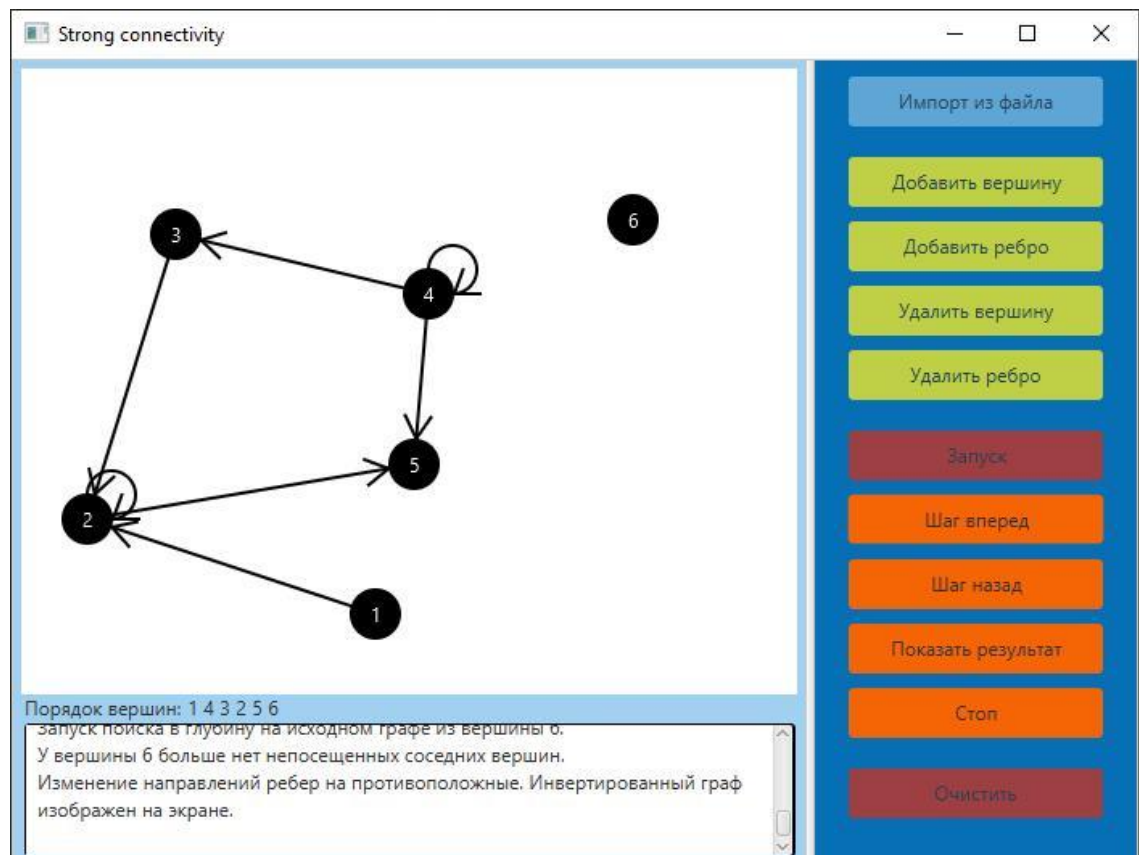 Strong connectivity
Импорт из файла
Добавить вершину
Добавить ребро
Удалить вершину
Удалить ребро
Запуск
Шаг вперед
Шаг назад
Показать результат
Стоп
Очистить
3
6
4
5
2
1
Порядок вершин: 1 4 3 2 5 6
Запуск поиска в глубину на исходном графе из вершины 6.
У вершины 6 больше нет непосещенных соседних вершин.
Изменение направлений ребер на противоположные. Инвертированный граф
изображен на экране.